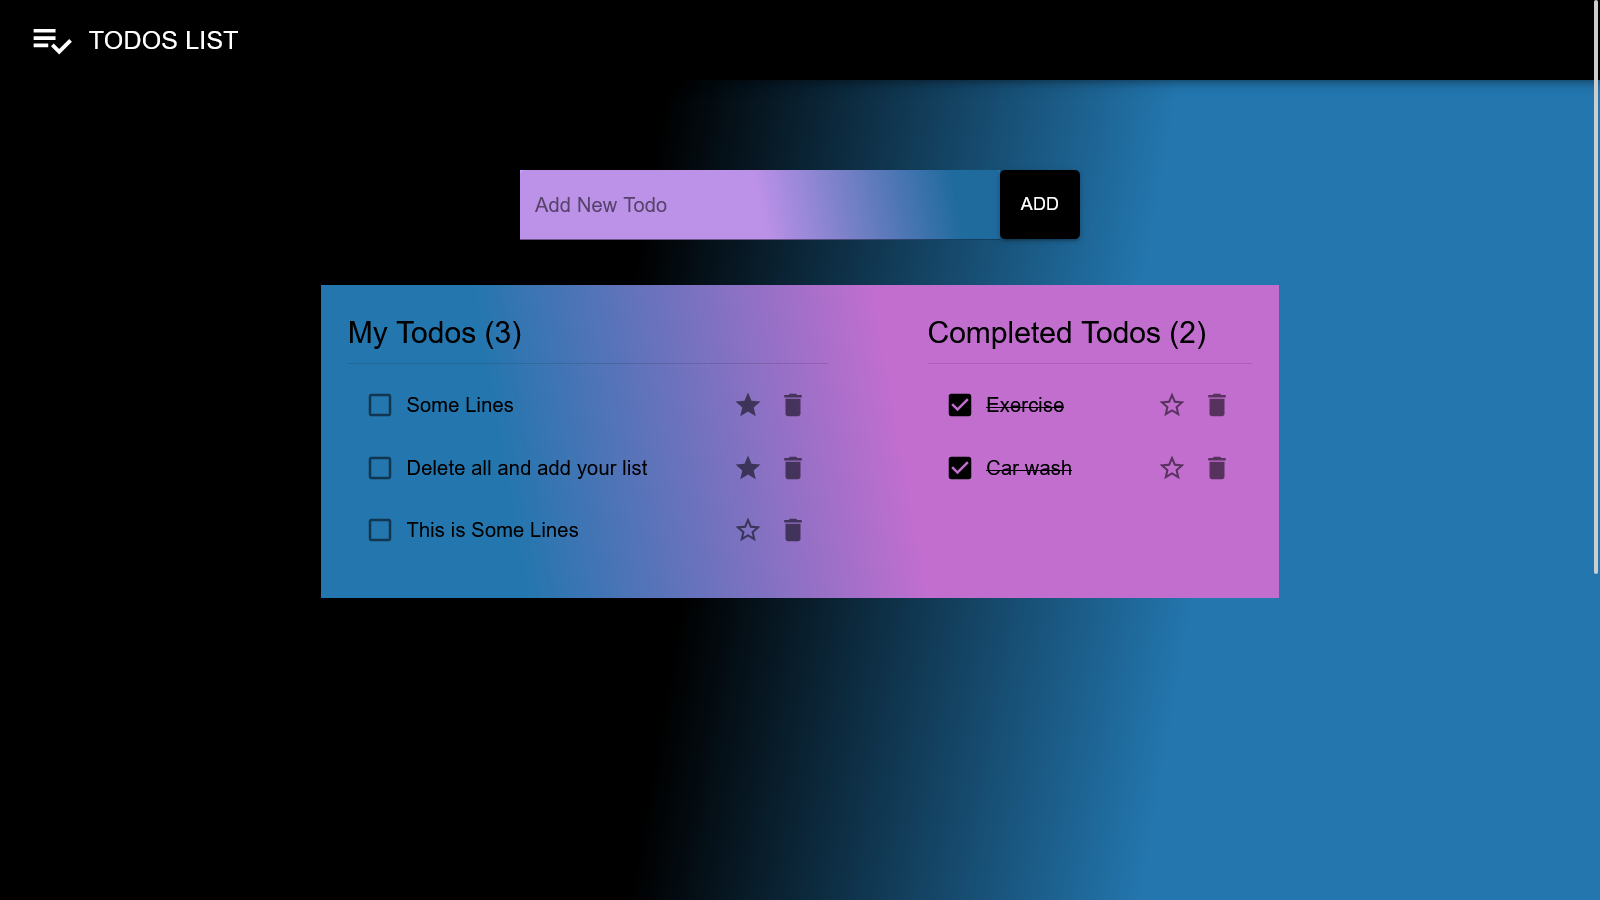 TODOS LIST
Add New Todo
ADD
My Todos (3)
Some Lines
Delete all and add your list
This is Some Lines
Completed Todos (2)
Exercise
Car wash